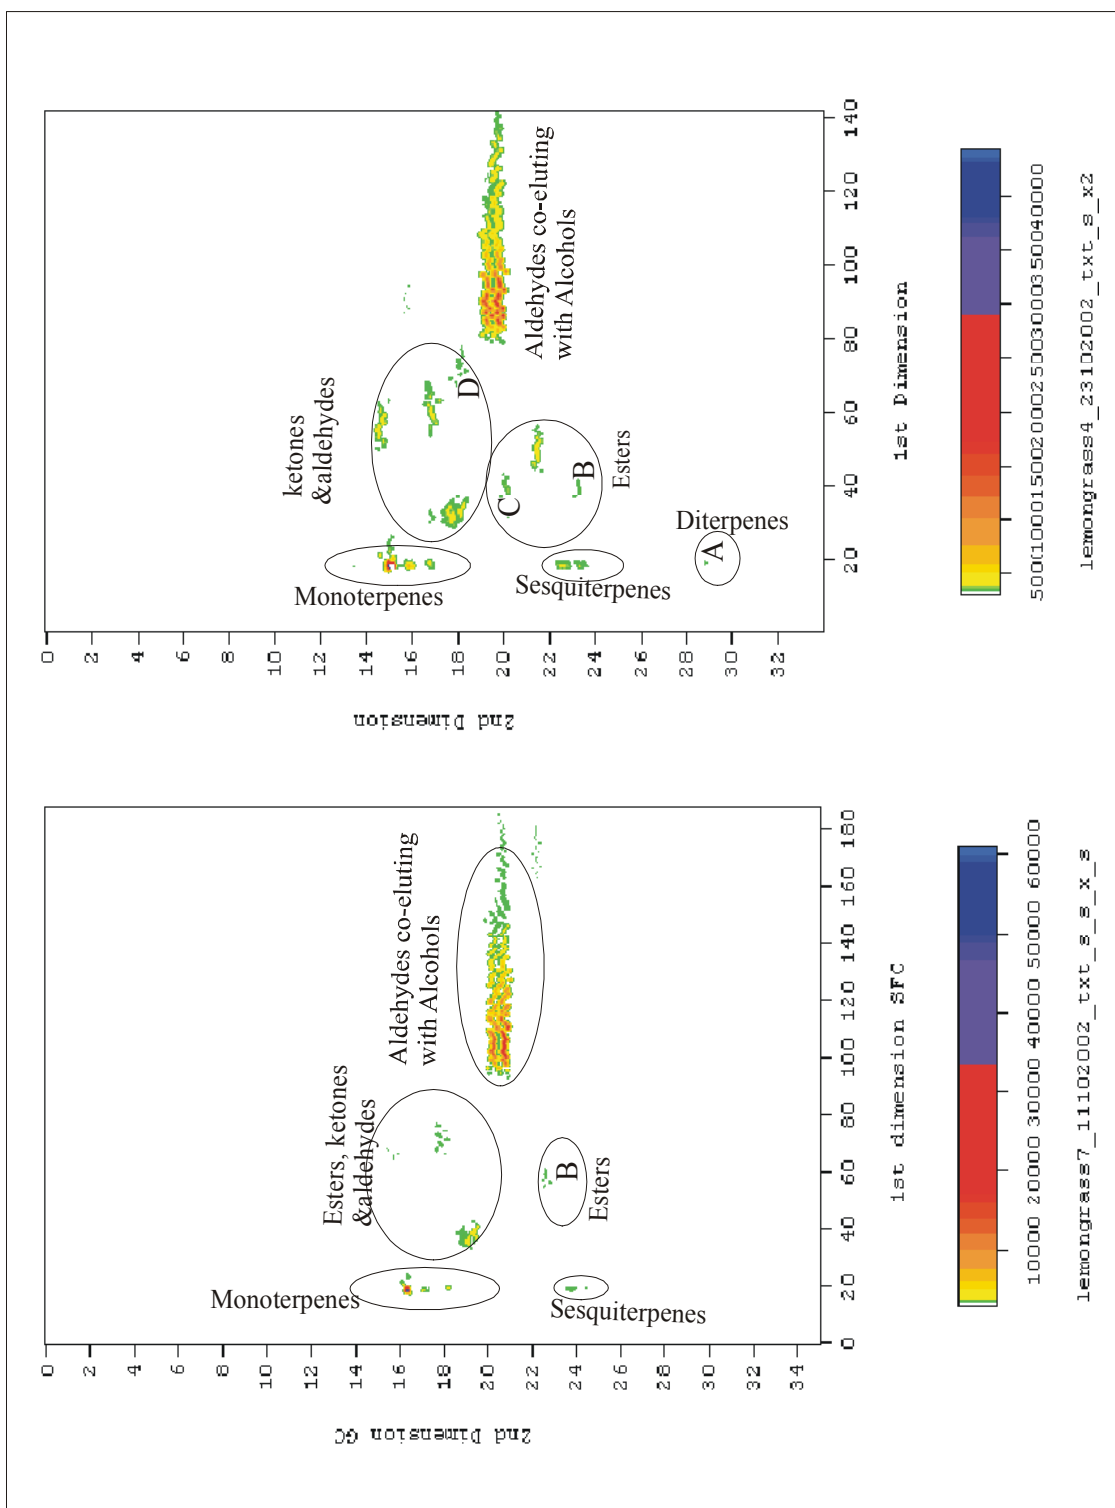 ketones
&aldehydes
D
Aldehydes co-eluting
with Alcohols
C
B
Esters
Diterpenes
A
Monoterpenes
Sesquiterpenes
0 2 4 6 8 10 12 14 16 18 20 22 24 26 28 30 32
2nd Dimension
20 40 60 80 100 120 140
1st Dimension
500010001500200025003000350040000
lemongrass4_23102002_txt_s_x2
Aldehydes co-eluting
with Alcohols
Esters, ketones
&aldehydes
B
Esters
Monoterpenes
Sesquiterpenes
0 2 4 6 8 10 12 14 16 18 20 22 24 26 28 30 32 34
2nd Dimension GC
0 20 40 60 80 100 120 140 160 180
1st dimension SFC
10000 20000 30000 40000 50000 60000
lemongrass7_11102002_txt_s_s_x_s